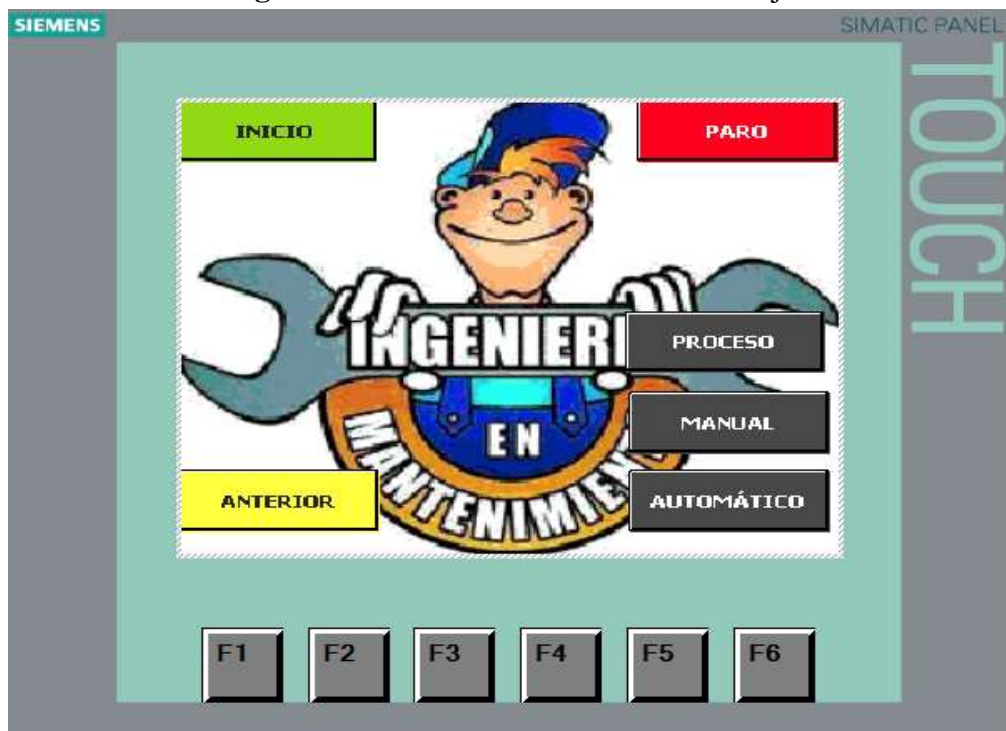 SIEMENS
SIMATIC PANEL
TOUCH
INICIO
PARO
INGENIERI
PROCESO
EN
MANUAL
MANTENIMIEN
ANTERIOR
AUTOMÁTICO
F1 F2 F3 F4 F5 F6